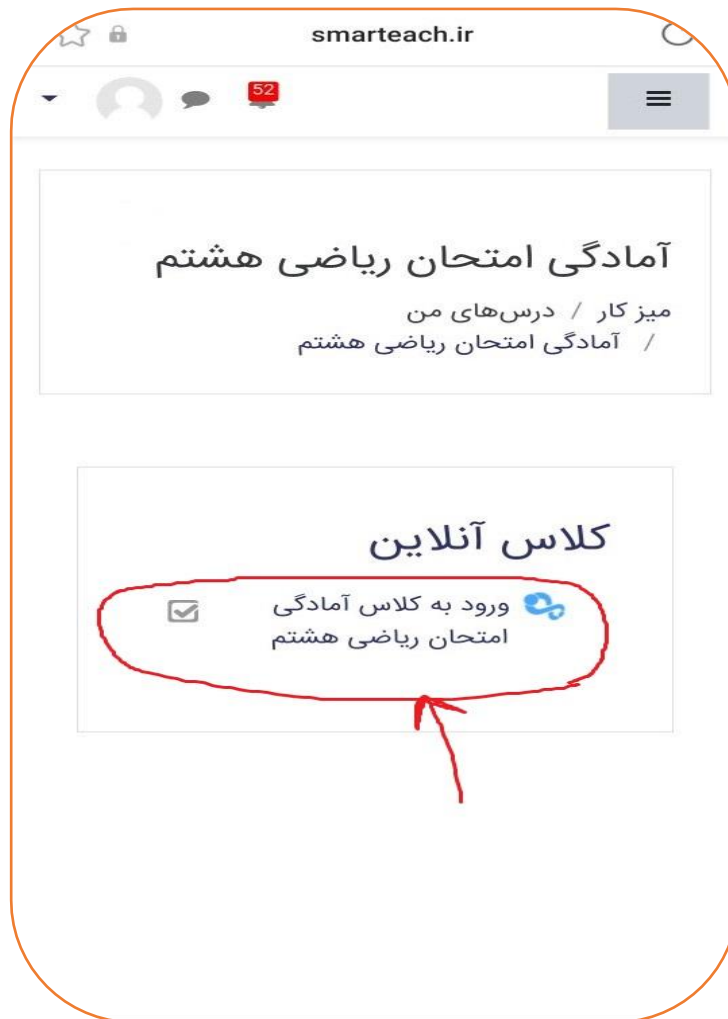 smarteach.ir
52
آمادگی امتحان ریاضی هشتم
میز کار / درس‌های من
/ آمادگی امتحان ریاضی هشتم
کلاس آنلاین
ورود به کلاس آمادگی
امتحان ریاضی هشتم